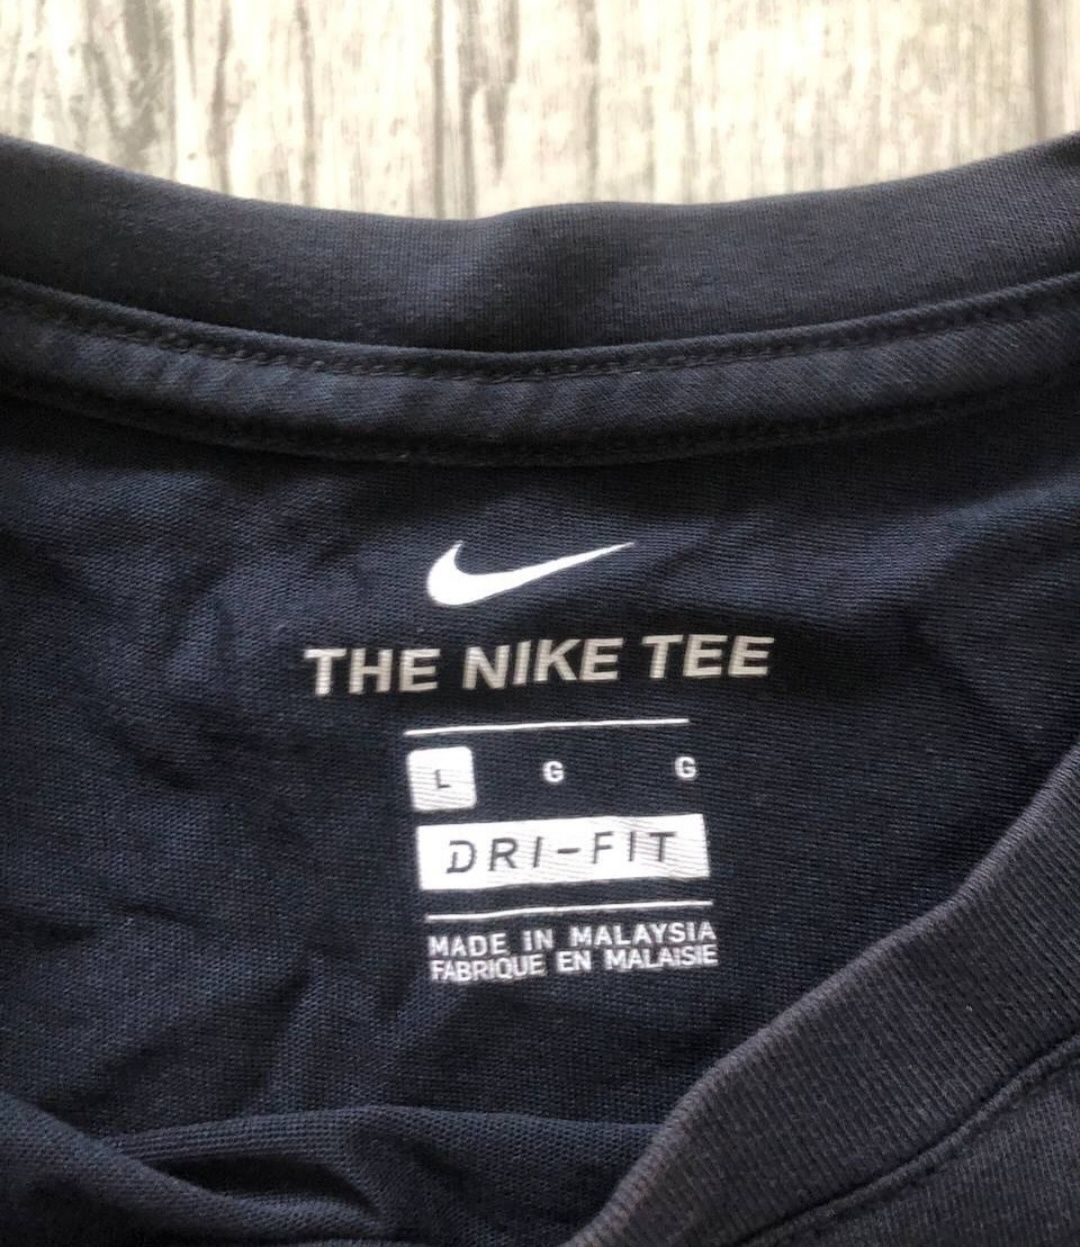 THE NIKE TEE
L G G
DRI-FIT
MADE IN MALAYSIA
FABRIQUE EN MALAISIE